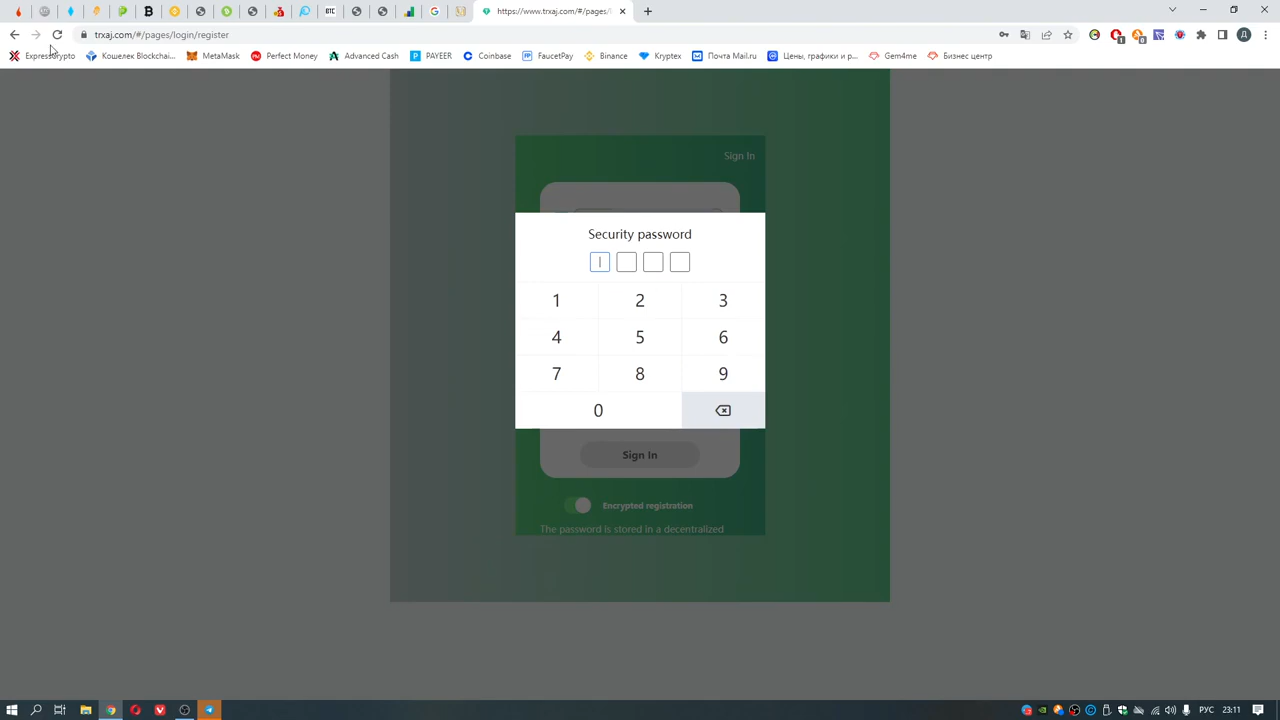 https://www.trxaj.com/#/pages/i
trxaj.com/#/pages/login/register
ExpressCrypto
Кошелек Blockchai...
MetaMask
Perfect Money
Advanced Cash
PAYEER
Coinbase
FaucetPay
Binance
Kryptex
Почта Mail.ru
Цены, графики и р...
Gem4me
Бизнес центр
Sign In
Security password
1 2 3
4 5 6
7 8 9
0
Sign In
Encrypted registration
The password is stored in a decentralized
РУС 23:11